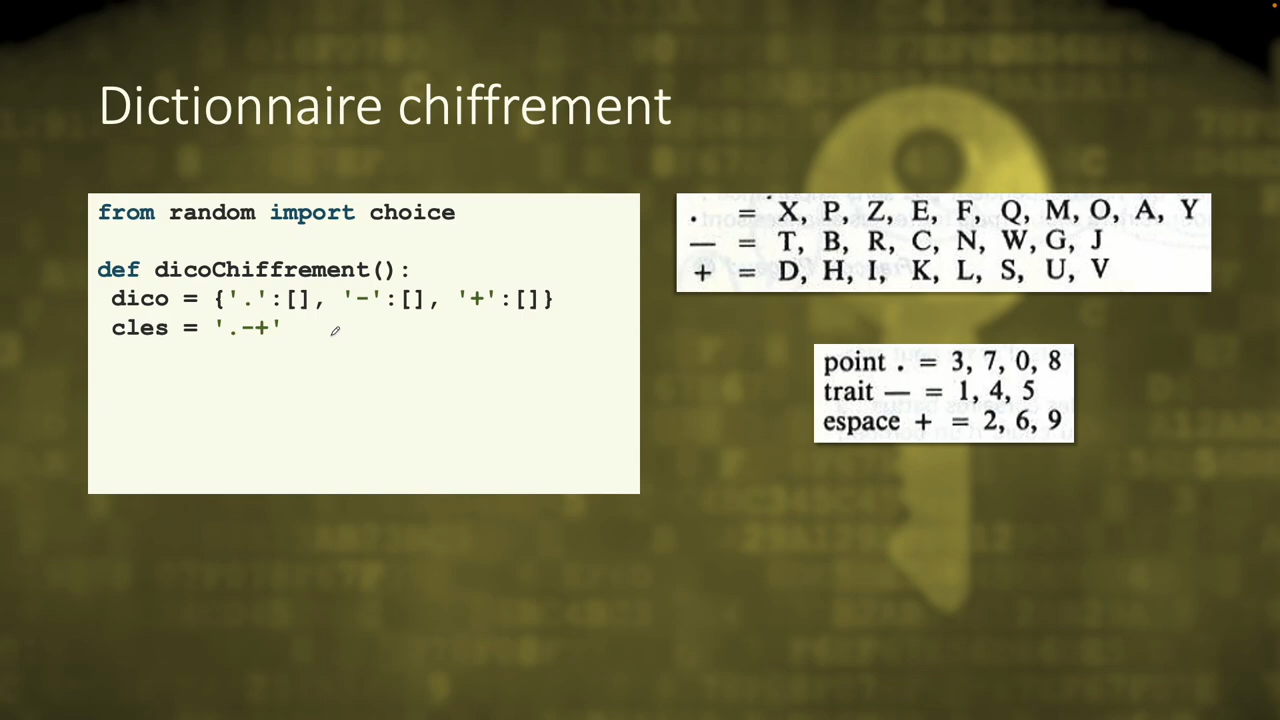 Dictionnaire chiffrement
from random import choice
def dicoChiffrement():
dico = {'.':[], '-':[], '+':[]}
cles = '.-+'
. = X, P, Z, E, F, Q, M, O, A, Y
— = T, B, R, C, N, W, G, J
+ = D, H, I, K, L, S, U, V
point . = 3, 7, 0, 8
trait — = 1, 4, 5
espace + = 2, 6, 9